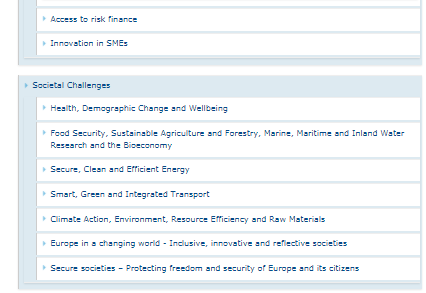 Access to risk finance
Innovation in SMEs
Societal Challenges
Health, Demographic Change and Wellbeing
Food Security, Sustainable Agriculture and Forestry, Marine, Maritime and Inland Water
Research and the Bioeconomy
Secure, Clean and Efficient Energy
Smart, Green and Integrated Transport
Climate Action, Environment, Resource Efficiency and Raw Materials
Europe in a changing world - Inclusive, innovative and reflective societies
Secure societies – Protecting freedom and security of Europe and its citizens